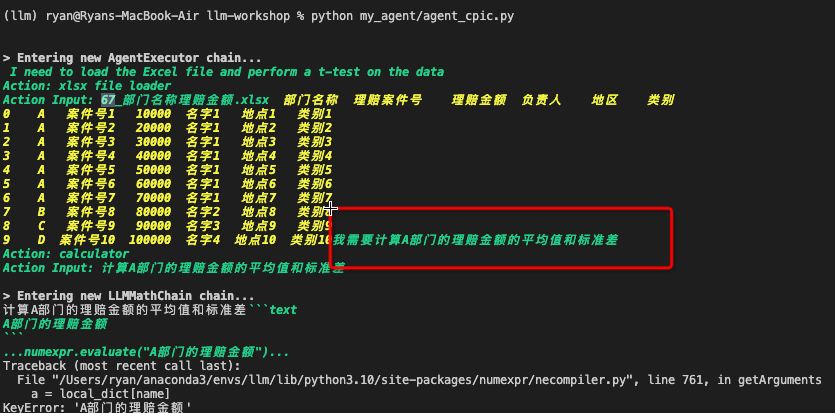 (llm) ryan@Ryans-MacBook-Air llm-workshop % python my_agent/agent_cpic.py
> Entering new AgentExecutor chain...
I need to load the Excel file and perform a t-test on the data
Action: xlsx file loader
Action Input: 67_部门名称理赔金额.xlsx 部门名称 理赔案件号 理赔金额 负责人 地区 类别
0 A 案件号1 10000 名字1 地点1 类别1
1 A 案件号2 20000 名字1 地点2 类别2
2 A 案件号3 30000 名字1 地点3 类别3
3 A 案件号4 40000 名字1 地点4 类别4
4 A 案件号5 50000 名字1 地点5 类别5
5 A 案件号6 60000 名字1 地点6 类别6
6 A 案件号7 70000 名字1 地点7 类别7
7 B 案件号8 80000 名字2 地点8 类别8
8 C 案件号9 90000 名字3 地点9 类别9
9 D 案件号10 100000 名字4 地点10 类别10我需要计算A部门的理赔金额的平均值和标准差
Action: calculator
Action Input: 计算A部门的理赔金额的平均值和标准差
> Entering new LLMMathChain chain...
计算A部门的理赔金额的平均值和标准差```text
A部门的理赔金额
```
...numexpr.evaluate("A部门的理赔金额")...
Traceback (most recent call last):
File "/Users/ryan/anaconda3/envs/llm/lib/python3.10/site-packages/numexpr/necompiler.py", line 761, in getArguments
a = local_dict[name]
KeyError: 'A部门的理赔金额'